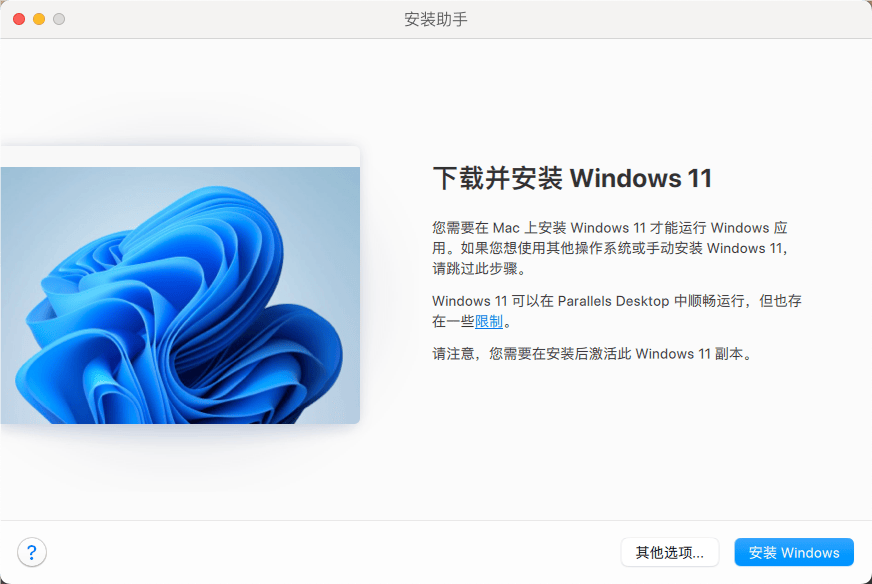 安装助手
下载并安装 Windows 11
您需要在 Mac 上安装 Windows 11 才能运行 Windows 应
用。如果您想使用其他操作系统或手动安装 Windows 11，
请跳过此步骤。
Windows 11 可以在 Parallels Desktop 中顺畅运行，但也存
在一些限制。
请注意，您需要在安装后激活此 Windows 11 副本。
?
其他选项...
安装 Windows